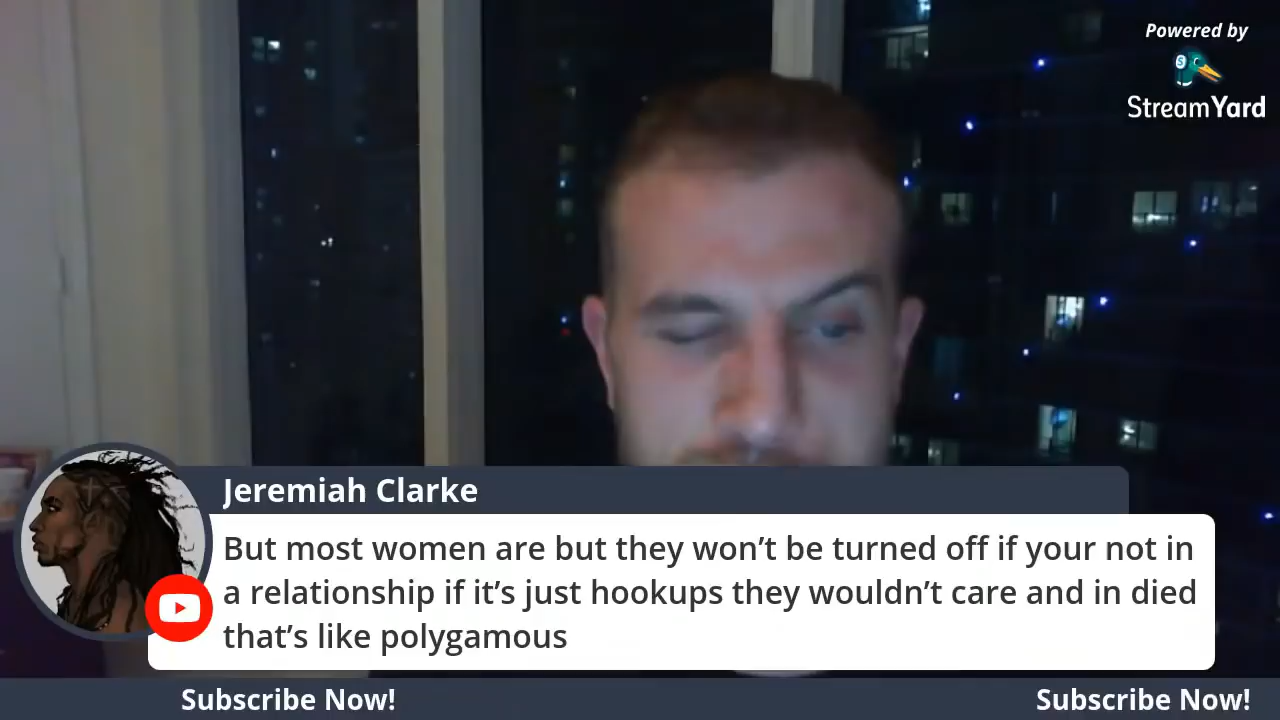 Powered by
StreamYard
Jeremiah Clarke
But most women are but they won’t be turned off if your not in
a relationship if it’s just hookups they wouldn’t care and in died
that’s like polygamous
Subscribe Now! Subscribe Now!